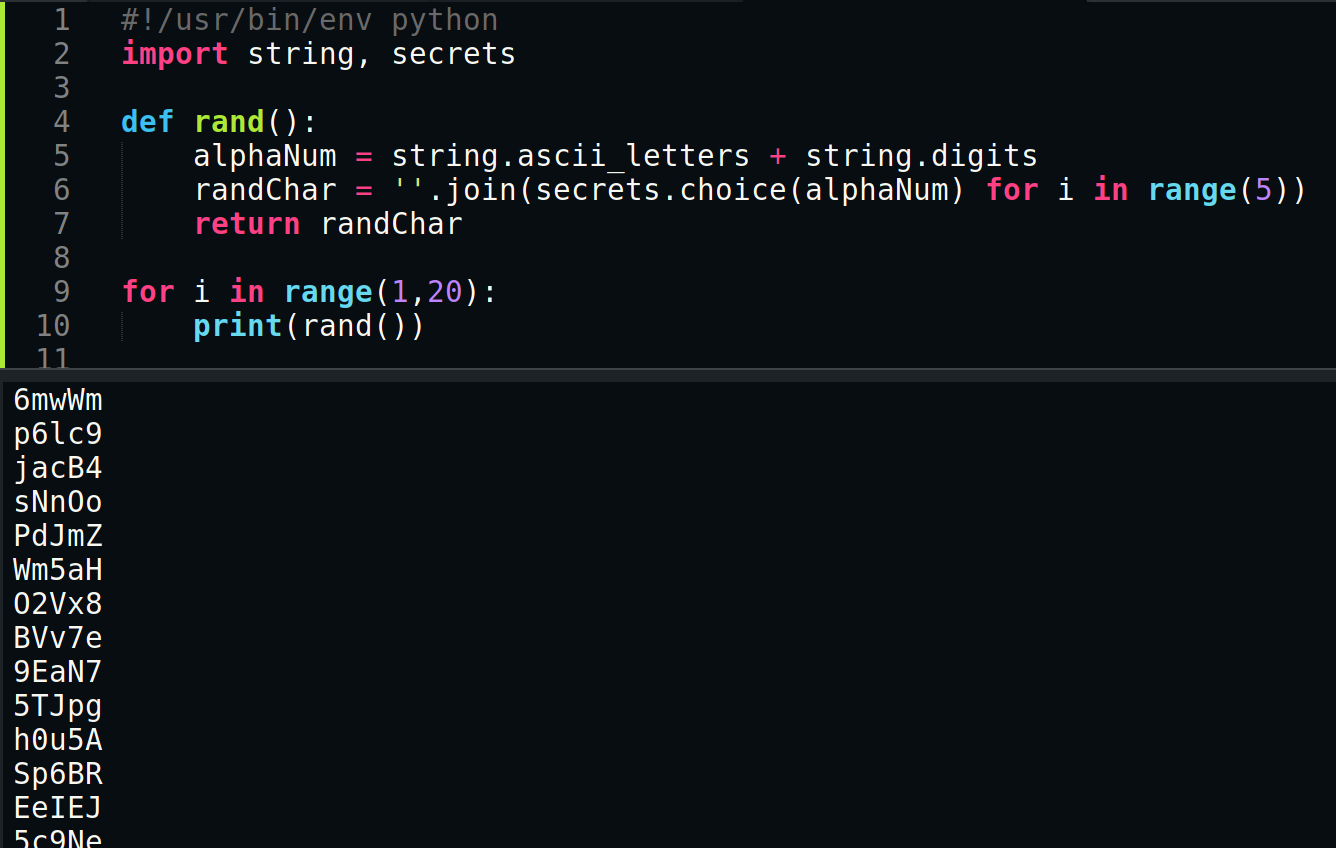 1 #!/usr/bin/env python
2 import string, secrets
3
4 def rand():
5     alphaNum = string.ascii_letters + string.digits
6     randChar = ''.join(secrets.choice(alphaNum) for i in range(5))
7     return randChar
8
9 for i in range(1,20):
10     print(rand())
11
6mwWm
p6lc9
jacB4
sNnOo
PdJmZ
Wm5aH
O2Vx8
BVv7e
9EaN7
5TJpg
h0u5A
Sp6BR
EeIEJ
5c9Ne